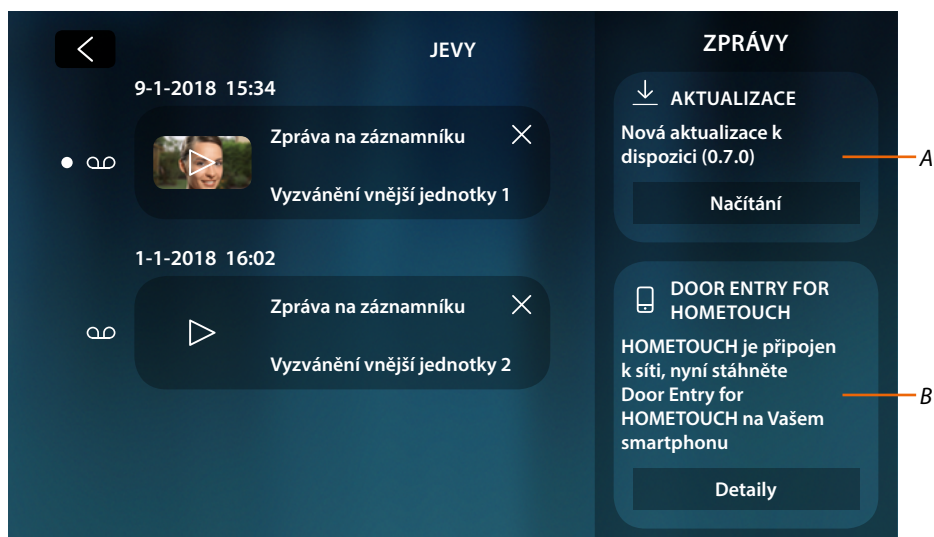 JEVY
9-1-2018 15:34
Zpráva na záznamníku
Vyzvánění vnější jednotky 1
1-1-2018 16:02
Zpráva na záznamníku
Vyzvánění vnější jednotky 2
ZPRÁVY
AKTUALIZACE
Nová aktualizace k
dispozici (0.7.0)
A
Načítání
DOOR ENTRY FOR
HOMETOUCH
HOMETOUCH je připojen
k síti, nyní stáhněte
Door Entry for
HOMETOUCH na Vašem
smartphonu
B
Detaily